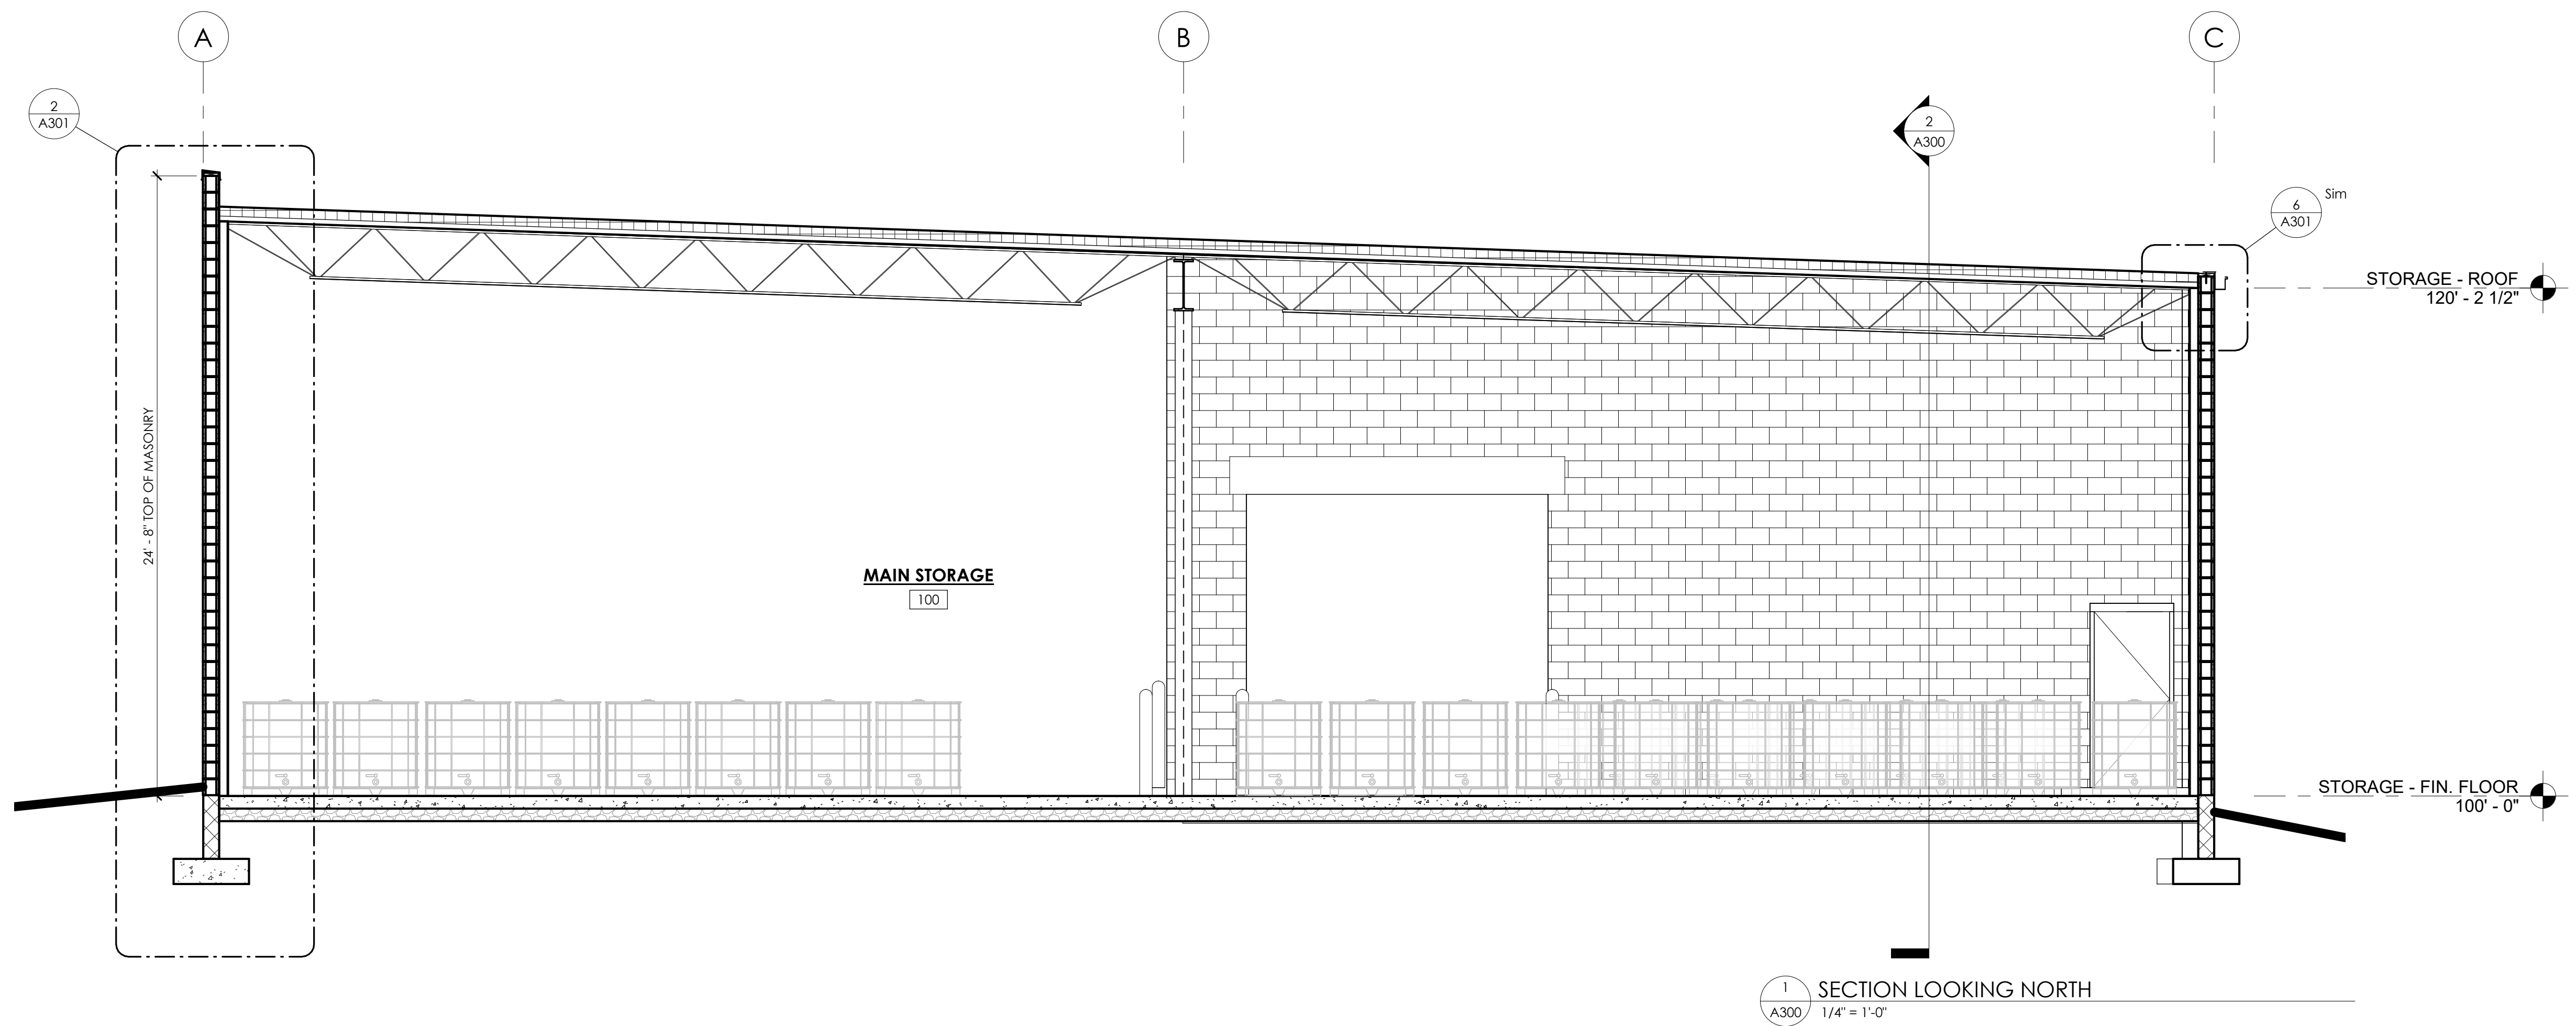 A
B
C
2
A301
2
A300
6
A301
Sim
STORAGE - ROOF
120' - 2 1/2"
24' - 8" TOP OF MASONRY
MAIN STORAGE
100
STORAGE - FIN. FLOOR
100' - 0"
1
A300
SECTION LOOKING NORTH
1/4" = 1'-0"